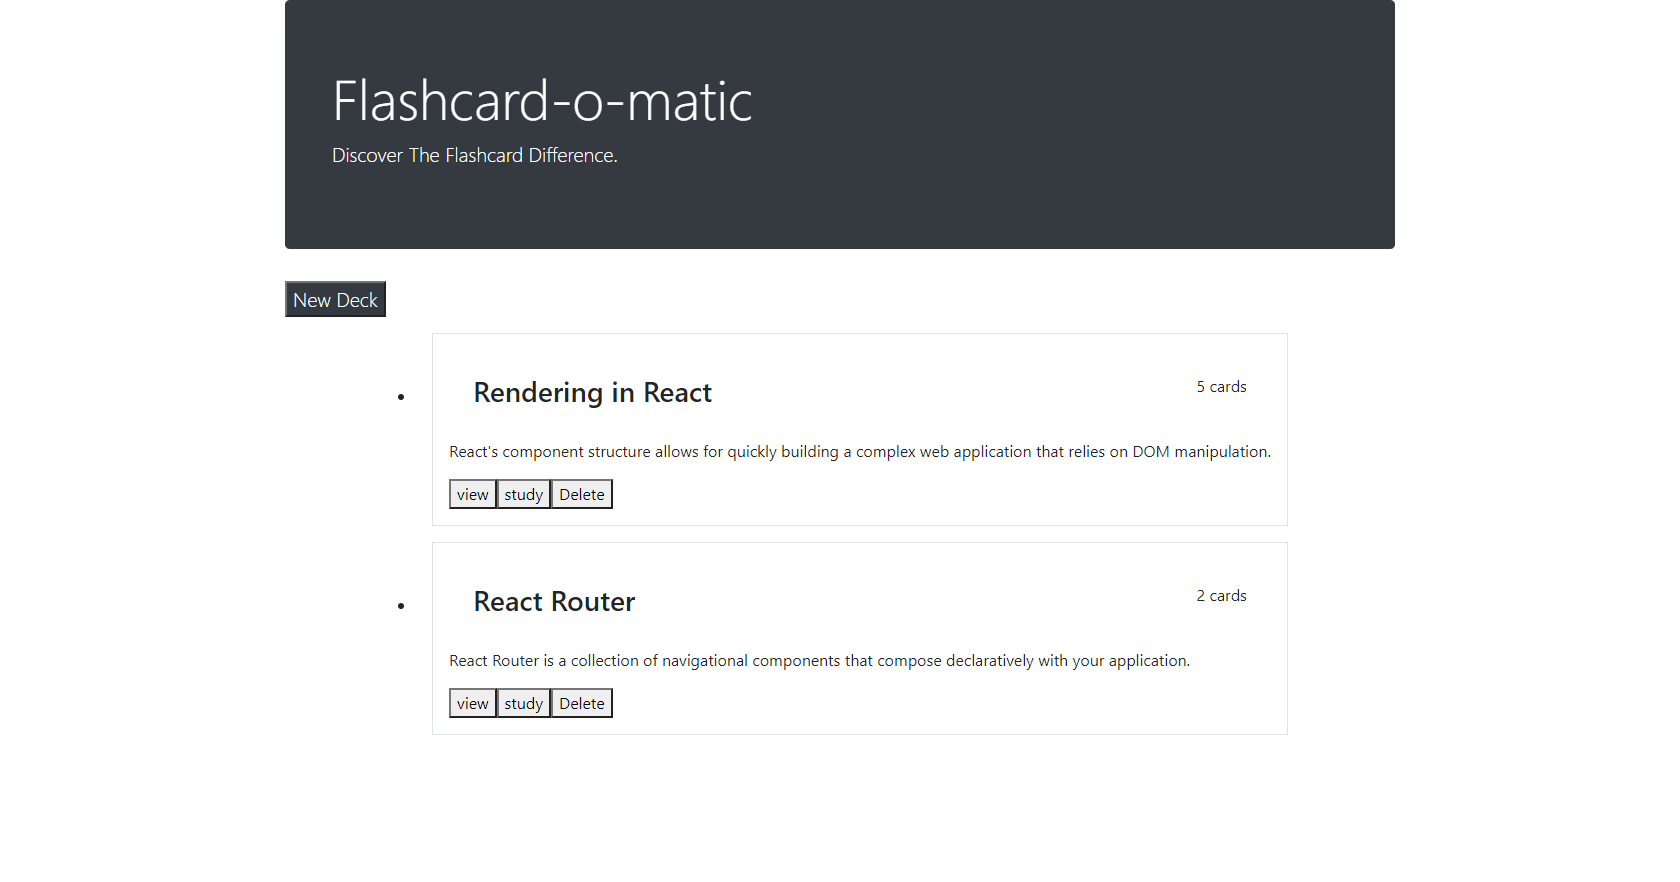 Flashcard-o-matic
Discover The Flashcard Difference.
New Deck
Rendering in React
5 cards
React's component structure allows for quickly building a complex web application that relies on DOM manipulation.
view study Delete
React Router
2 cards
React Router is a collection of navigational components that compose declaratively with your application.
view study Delete